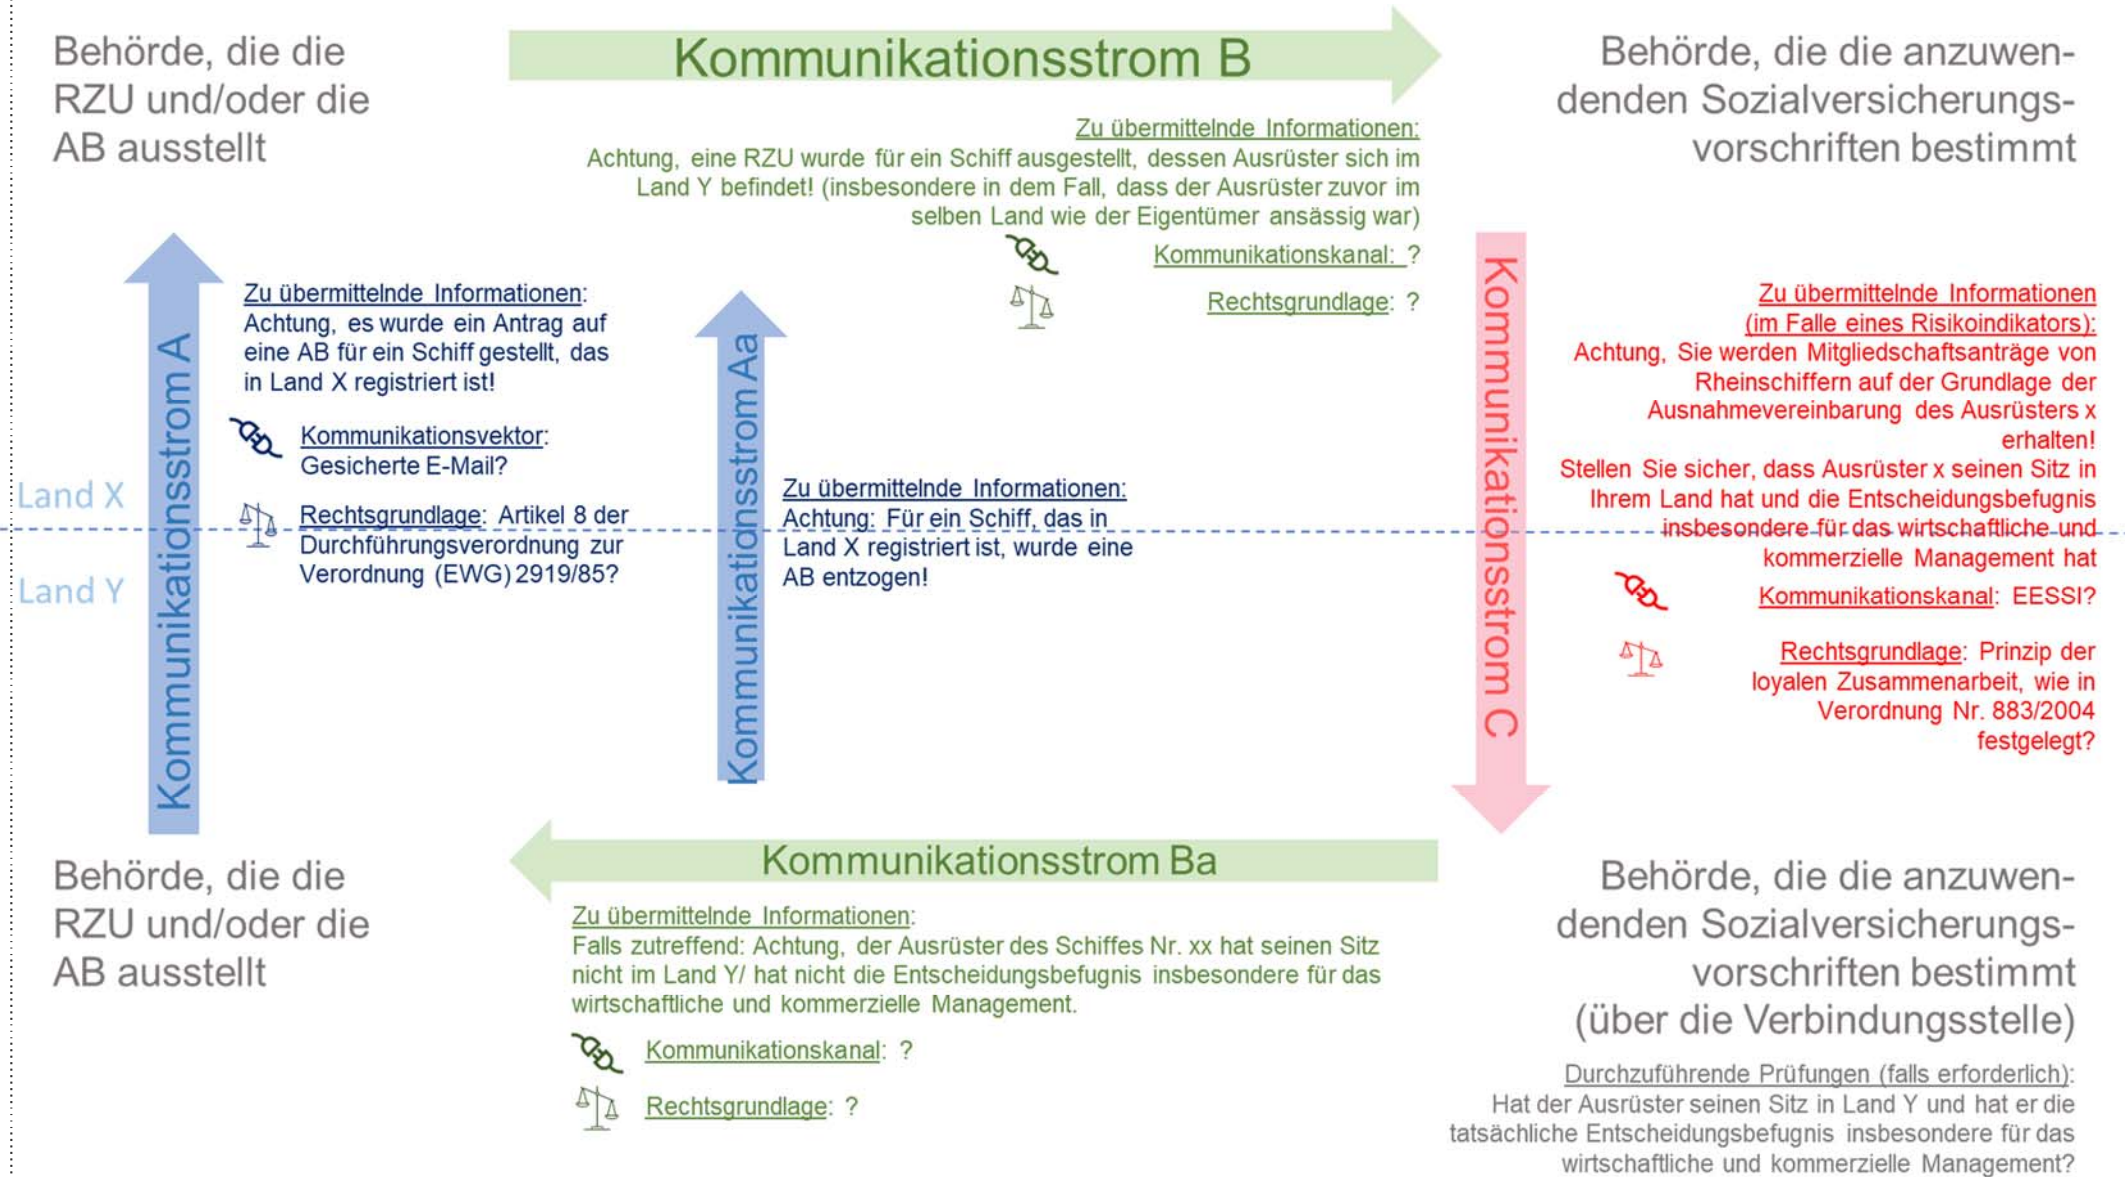 Behörde, die die
RZU und/oder die
AB ausstellt
Kommunikationsstrom B
Behörde, die die anzuwen-
denden Sozialversicherungs-
vorschriften bestimmt
Zu übermittelnde Informationen:
Achtung, eine RZU wurde für ein Schiff ausgestellt, dessen Ausrüster sich im
Land Y befindet! (insbesondere in dem Fall, dass der Ausrüster zuvor im
selben Land wie der Eigentümer ansässig war)
Kommunikationskanal: ?
Rechtsgrundlage: ?
Kommunikationsstrom A
Zu übermittelnde Informationen:
Achtung, es wurde ein Antrag auf
eine AB für ein Schiff gestellt, das
in Land X registriert ist!
Kommunikationsvektor:
Gesicherte E-Mail?
Rechtsgrundlage: Artikel 8 der
Durchführungsverordnung zur
Verordnung (EWG) 2919/85?
Land X
Land Y
Kommunikationsstrom Aa
Zu übermittelnde Informationen:
Achtung: Für ein Schiff, das in
Land X registriert ist, wurde eine
AB entzogen!
Kommunikationsstrom C
Zu übermittelnde Informationen
(im Falle eines Risikoindikators):
Achtung, Sie werden Mitgliedschaftsanträge von
Rheinschiffern auf der Grundlage der
Ausnahmevereinbarung des Ausrüsters x
erhalten!
Stellen Sie sicher, dass Ausrüster x seinen Sitz in
Ihrem Land hat und die Entscheidungsbefugnis
insbesondere für das wirtschaftliche und
kommerzielle Management hat
Kommunikationskanal: EESSI?
Rechtsgrundlage: Prinzip der
loyalen Zusammenarbeit, wie in
Verordnung Nr. 883/2004
festgelegt?
Behörde, die die
RZU und/oder die
AB ausstellt
Kommunikationsstrom Ba
Zu übermittelnde Informationen:
Falls zutreffend: Achtung, der Ausrüster des Schiffes Nr. xx hat seinen Sitz
nicht im Land Y/ hat nicht die Entscheidungsbefugnis insbesondere für das
wirtschaftliche und kommerzielle Management.
Kommunikationskanal: ?
Rechtsgrundlage: ?
Behörde, die die anzuwen-
denden Sozialversicherungs-
vorschriften bestimmt
(über die Verbindungsstelle)
Durchzuführende Prüfungen (falls erforderlich):
Hat der Ausrüster seinen Sitz in Land Y und hat er die
tatsächliche Entscheidungsbefugnis insbesondere für das
wirtschaftliche und kommerzielle Management?